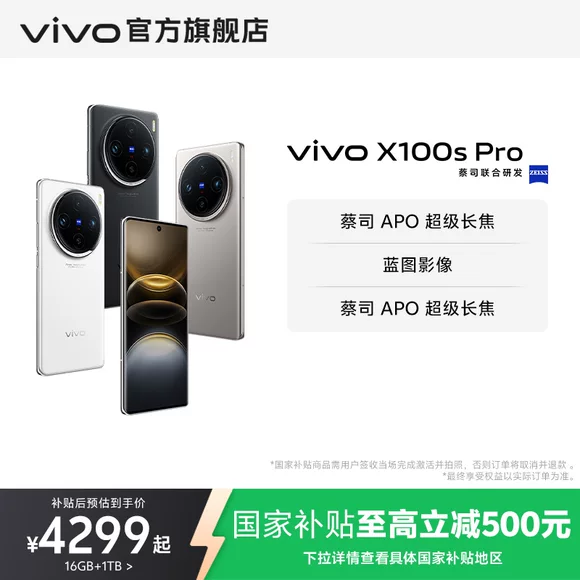 vivo 官方旗舰店
vivo X100s Pro
蔡司联合研发 ZEISS
蔡司 APO 超级长焦
蓝图影像
蔡司 APO 超级长焦
vivo
vivo
*国家补贴商品需用户签收当场完成激活并拍照，否则订单将取消并退款。
*最终享受权益以实际订单为准。
补贴后预估到手价
¥4299起
16GB+1TB >
国家补贴至高立减500元
下拉详情查看具体国家补贴地区